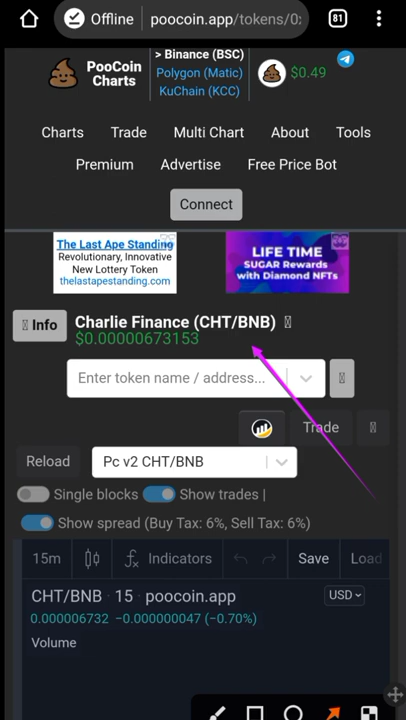 Offline
poocoin.app/tokens/0
81
PooCoin
Charts
> Binance (BSC)
Polygon (Matic)
KuChain (KCC)
$0.49
Charts
Trade
Multi Chart
About
Tools
Premium
Advertise
Free Price Bot
Connect
The Last Ape Standing
Revolutionary, Innovative
New Lottery Token
thelastapestanding.com
LIFE TIME
SUGAR Rewards
with Diamond NFTs
Info
Charlie Finance (CHT/BNB)
$0.00000673153
Enter token name / address...
Trade
Reload
Pc v2 CHT/BNB
Single blocks
Show trades |
Show spread (Buy Tax: 6%, Sell Tax: 6%)
15m
Indicators
Save
Load
CHT/BNB · 15 · poocoin.app
USD
0.000006732 −0.000000047 (−0.70%)
Volume